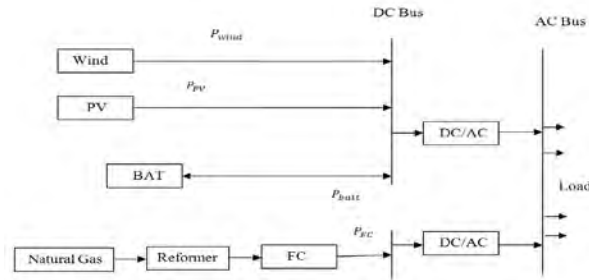 DC Bus
AC Bus
P_wind
Wind
P_PV
PV
DC/AC
BAT
P_batt
Load
P_FC
DC/AC
Natural Gas
Reformer
FC